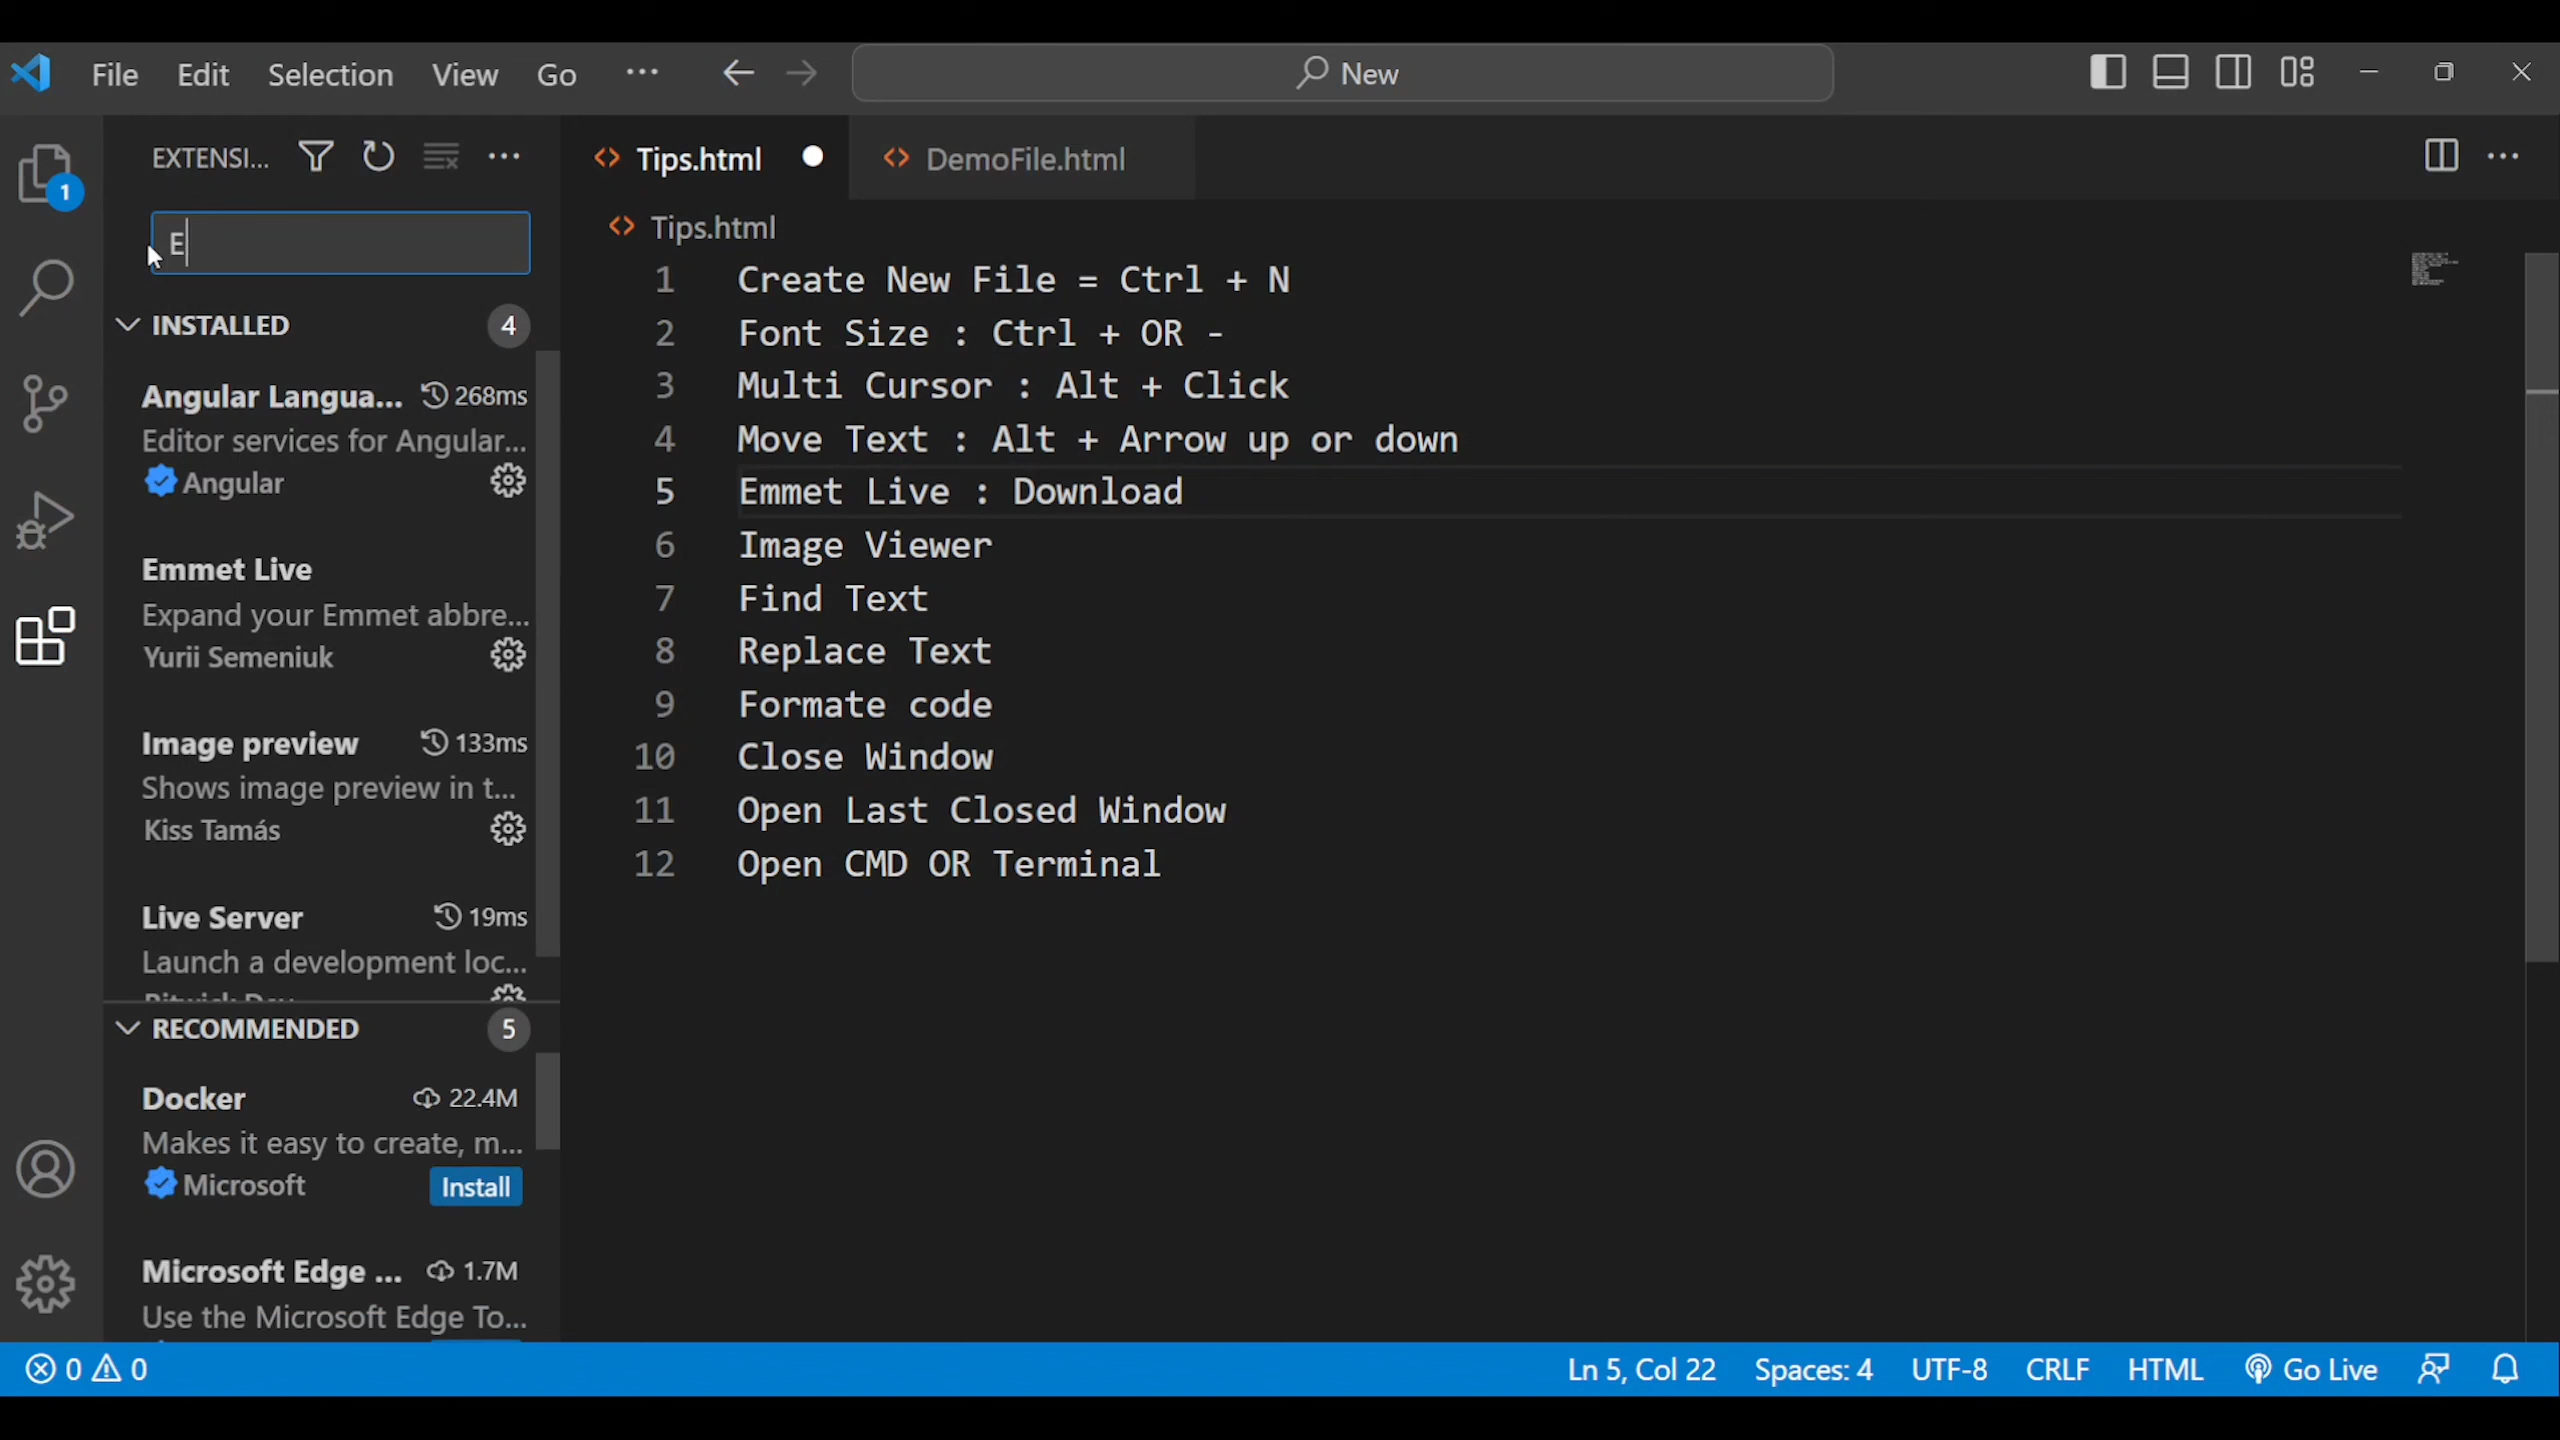 File Edit Selection View Go ··· New
EXTENSI... ···
E
INSTALLED 4
Angular Langua... 268ms
Editor services for Angular...
Angular
Emmet Live
Expand your Emmet abbre...
Yurii Semeniuk
Image preview 133ms
Shows image preview in t...
Kiss Tamás
Live Server 19ms
Launch a development loc...
RECOMMENDED 5
Docker 22.4M
Makes it easy to create, m...
Microsoft Install
Microsoft Edge ... 1.7M
Use the Microsoft Edge To...
1
Tips.html DemoFile.html ···
Tips.html
1 Create New File = Ctrl + N
2 Font Size : Ctrl + OR -
3 Multi Cursor : Alt + Click
4 Move Text : Alt + Arrow up or down
5 Emmet Live : Download
6 Image Viewer
7 Find Text
8 Replace Text
9 Formate code
10 Close Window
11 Open Last Closed Window
12 Open CMD OR Terminal
0 0 Ln 5, Col 22 Spaces: 4 UTF-8 CRLF HTML Go Live